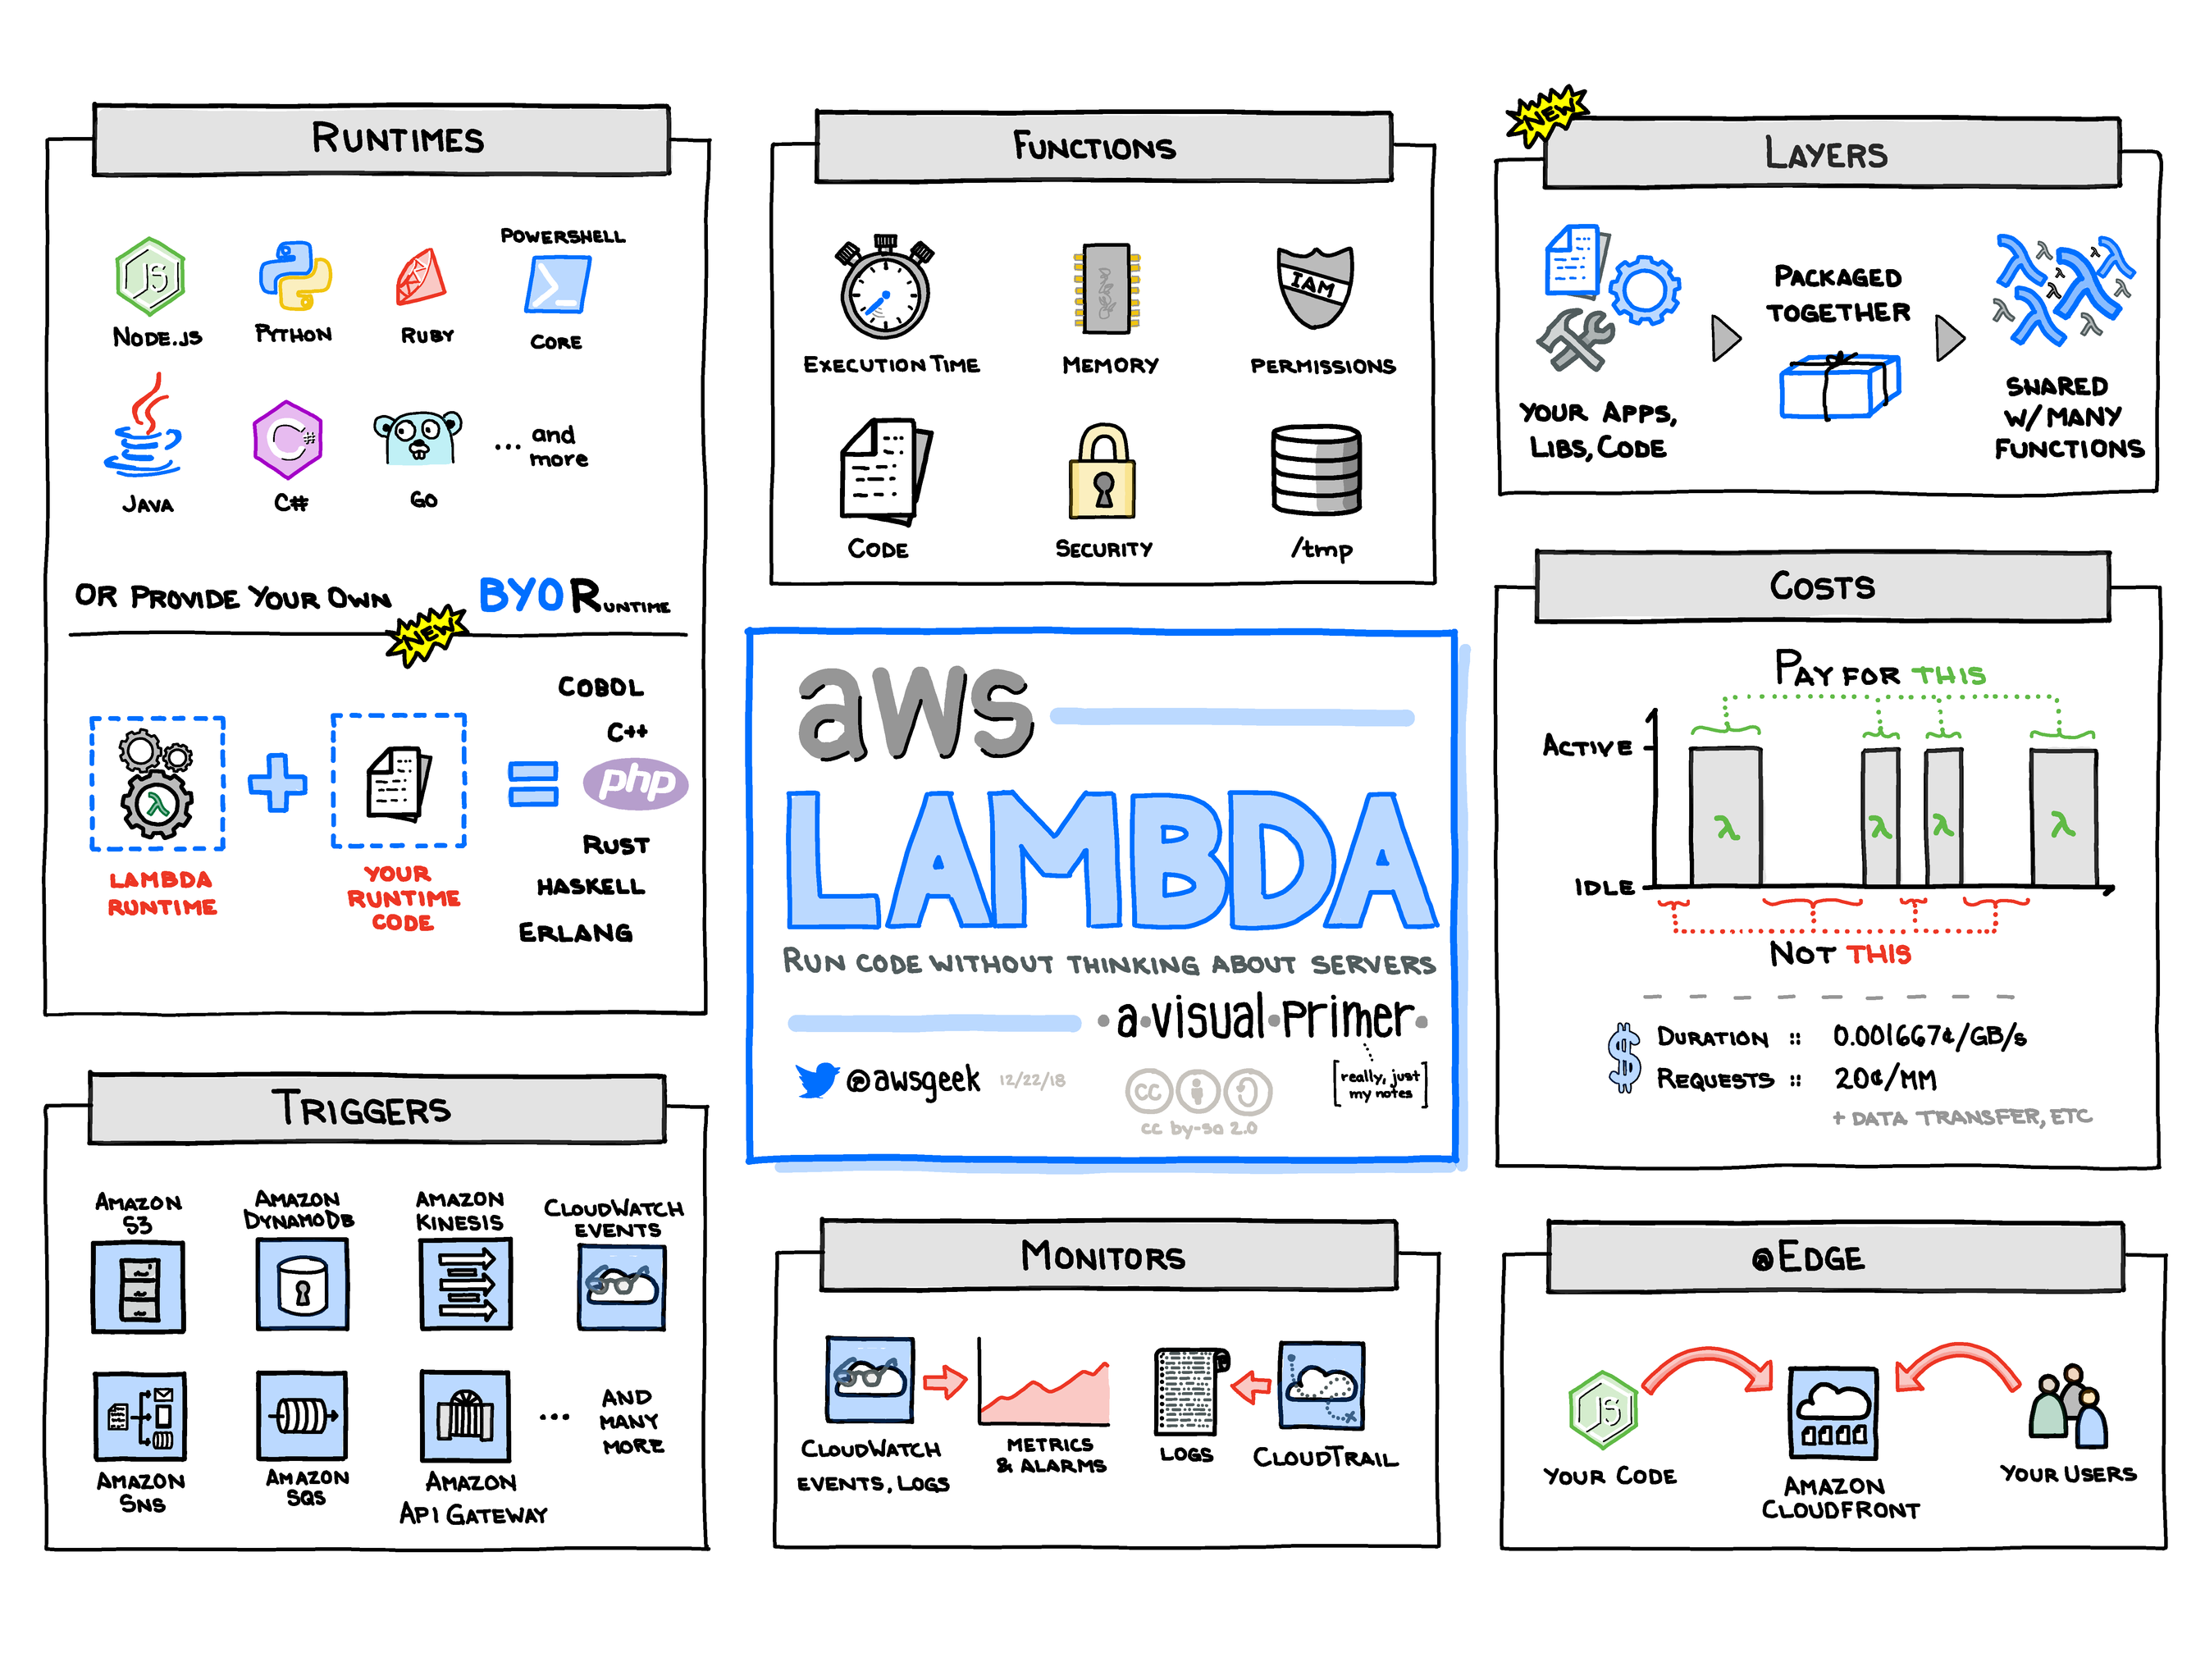 RUNTIMES
NODE.JS
PYTHON
RUBY
POWERSHELL
CORE
JAVA
C#
GO
... and
more
OR PROVIDE YOUR OWN
BYORUNTIME
NEW
LAMBDA
RUNTIME
YOUR
RUNTIME
CODE
COBOL
C++
php
RUST
HASKELL
ERLANG
TRIGGERS
AMAZON
S3
AMAZON
DYNAMODB
AMAZON
KINESIS
CLOUDWATCH
EVENTS
AMAZON
SNS
AMAZON
SQS
AMAZON
API GATEWAY
... AND
MANY
MORE
FUNCTIONS
EXECUTION TIME
MEMORY
IAM
PERMISSIONS
CODE
SECURITY
/tmp
aws
LAMBDA
RUN CODE WITHOUT THINKING ABOUT SERVERS
·a·visual·primer·
[really, just
my notes]
@awsgeek
12/22/18
cc
cc by-sa 2.0
MONITORS
CLOUDWATCH
EVENTS, LOGS
METRICS
& ALARMS
LOGS
CLOUDTRAIL
NEW
LAYERS
YOUR APPS,
LIBS, CODE
PACKAGED
TOGETHER
SHARED
W/ MANY
FUNCTIONS
COSTS
PAY FOR THIS
ACTIVE
λ λ λ λ
IDLE
NOT THIS
$
DURATION :: 0.001667¢/GB/s
REQUESTS :: 20¢/MM
+ DATA TRANSFER, ETC
@EDGE
JS
YOUR CODE
AMAZON
CLOUDFRONT
YOUR USERS